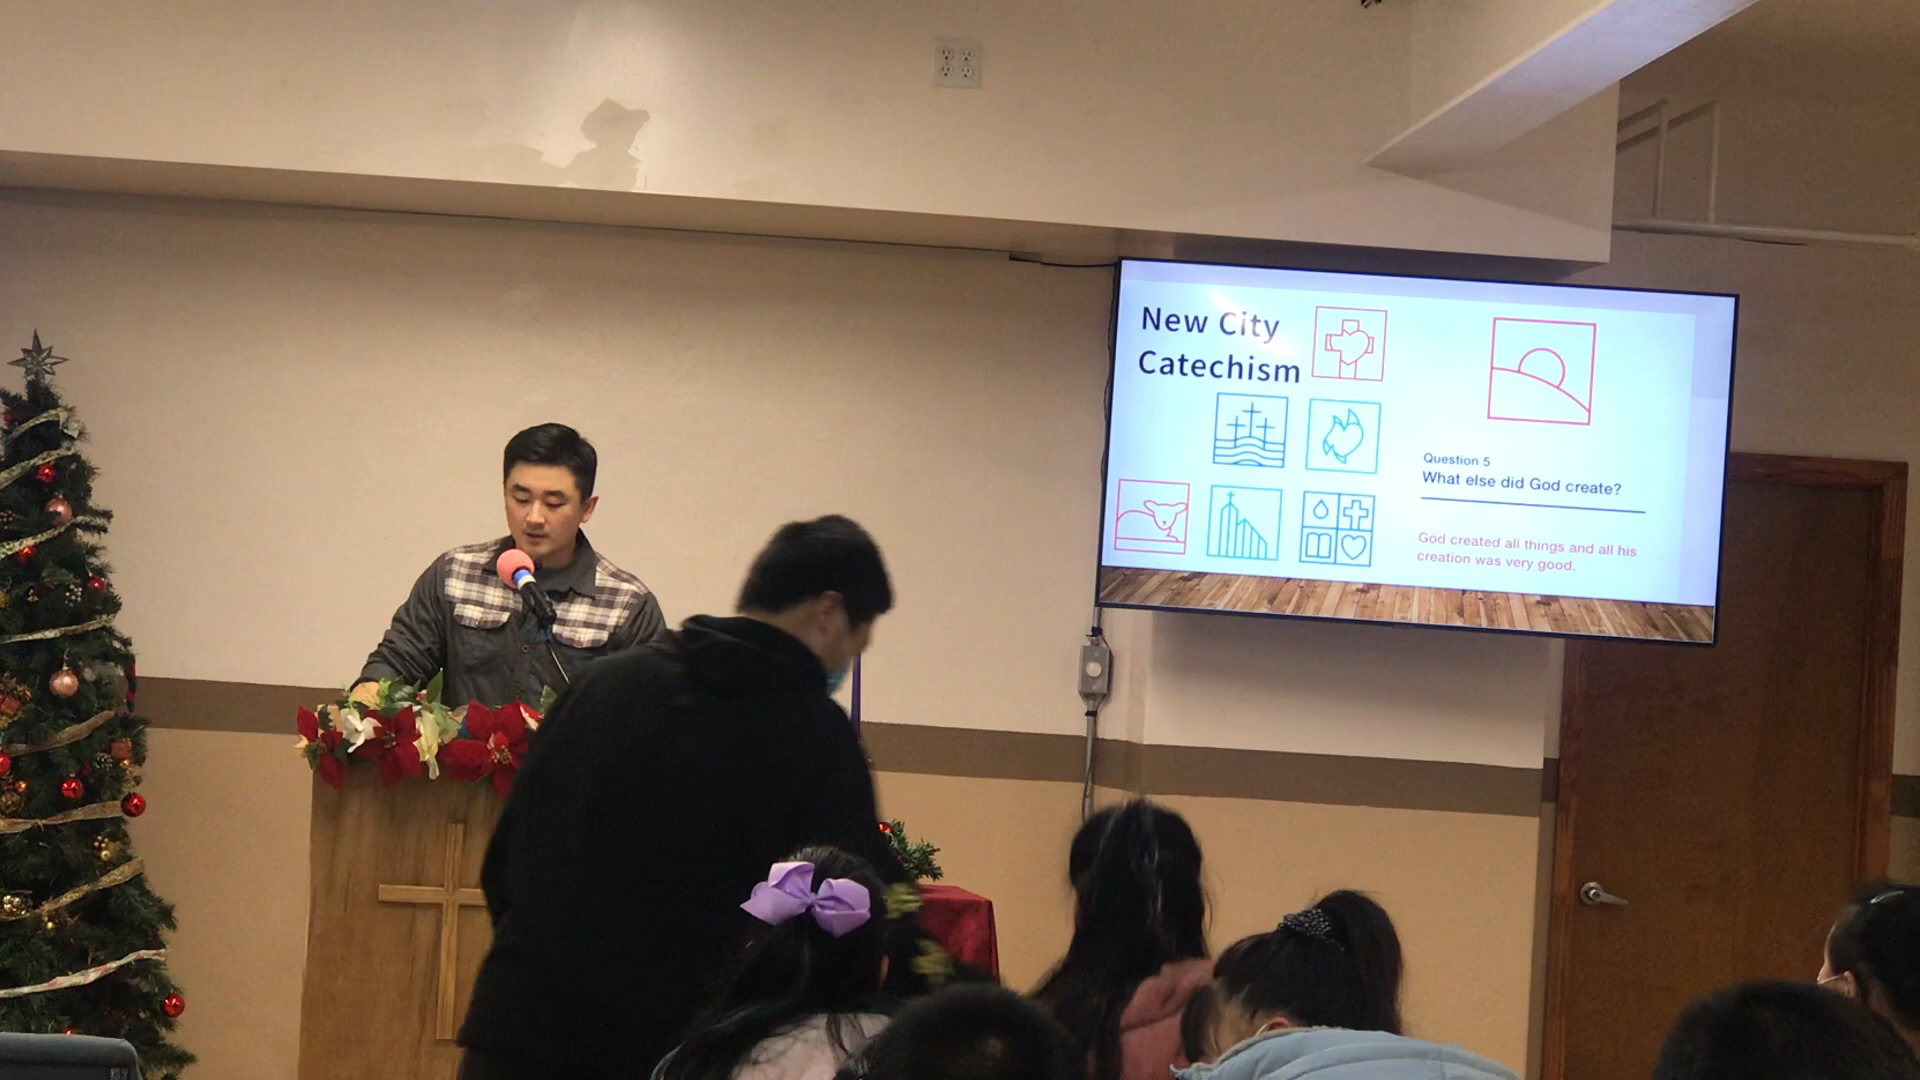 New City
Catechism
Question 5
What else did God create?
God created all things and all his
creation was very good.